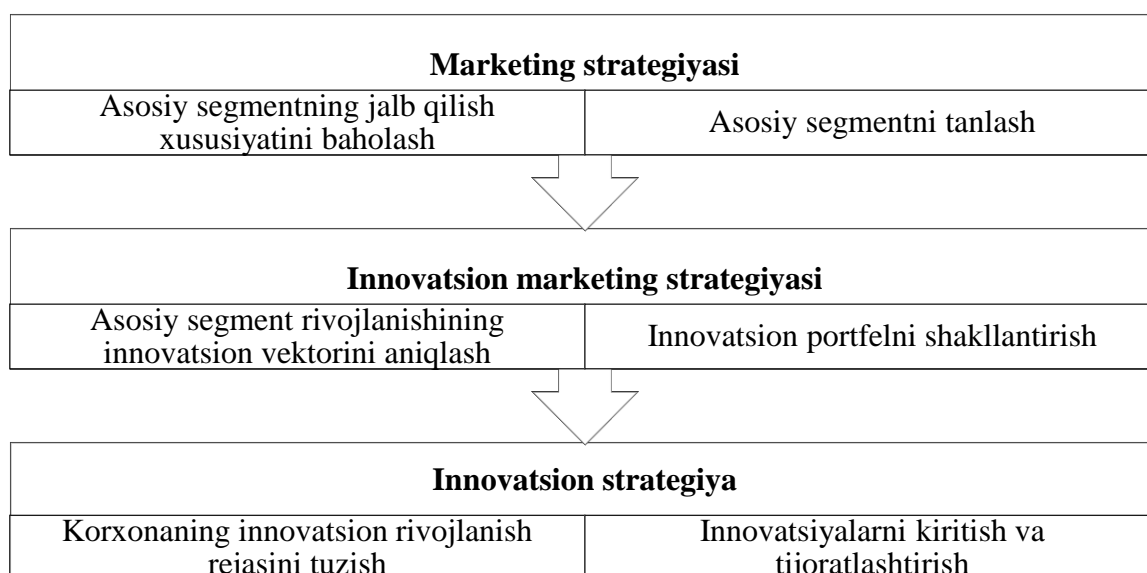 Marketing strategiyasi
Asosiy segmentning jalb qilish
xususiyatini baholash
Asosiy segmentni tanlash
Innovatsion marketing strategiyasi
Asosiy segment rivojlanishining
innovatsion vektorini aniqlash
Innovatsion portfelni shakllantirish
Innovatsion strategiya
Korxonaning innovatsion rivojlanish
rejasini tuzish
Innovatsiyalarni kiritish va
tijoratlashtirish